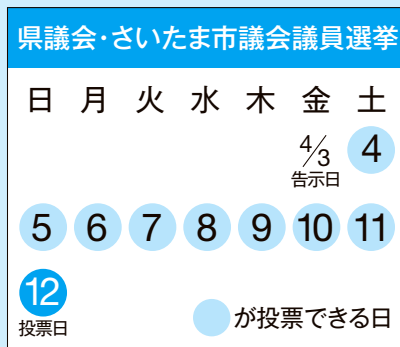 県議会・さいたま市議会議員選挙
日 月 火 水 木 金 土
4/3 4
告示日
5 6 7 8 9 10 11
12
投票日
が投票できる日